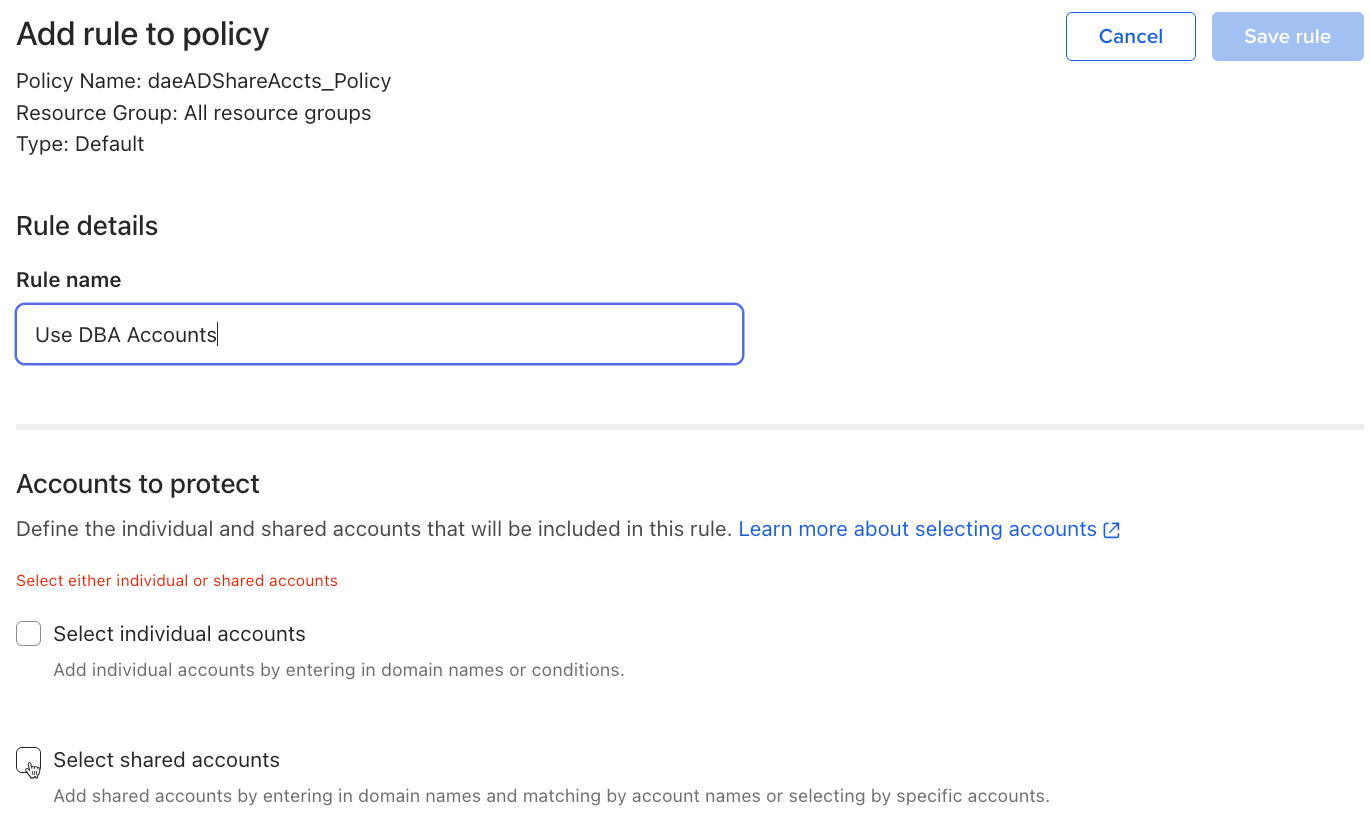 Add rule to policy
Cancel
Save rule
Policy Name: daeADShareAccts_Policy
Resource Group: All resource groups
Type: Default
Rule details
Rule name
Use DBA Accounts
Accounts to protect
Define the individual and shared accounts that will be included in this rule. Learn more about selecting accounts
Select either individual or shared accounts
Select individual accounts
Add individual accounts by entering in domain names or conditions.
Select shared accounts
Add shared accounts by entering in domain names and matching by account names or selecting by specific accounts.